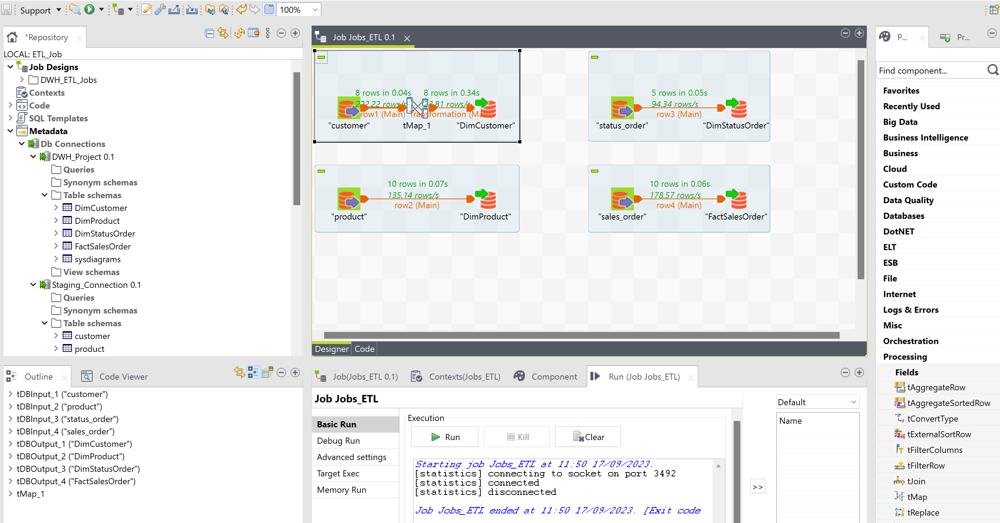 Support
100%
*Repository
LOCAL: ETL_Job
Job Designs
DWH_ETL_Jobs
Contexts
Code
SQL Templates
Metadata
Db Connections
DWH_Project 0.1
Queries
Synonym schemas
Table schemas
DimCustomer
DimProduct
DimStatusOrder
FactSalesOrder
sysdiagrams
View schemas
Staging_Connection 0.1
Queries
Synonym schemas
Table schemas
customer
product
Job Jobs_ETL 0.1
8 rows in 0.04s 8 rows in 0.34s
222.22 rows/s 23.81 rows/s
row1 (Main) Transformation (Main)
"customer" tMap_1 "DimCustomer"
5 rows in 0.05s
94.34 rows/s
row3 (Main)
"status_order" "DimStatusOrder"
10 rows in 0.07s
135.14 rows/s
row2 (Main)
"product" "DimProduct"
10 rows in 0.06s
178.57 rows/s
row4 (Main)
"sales_order" "FactSalesOrder"
Designer Code
P... Pr...
Find component...
Favorites
Recently Used
Big Data
Business Intelligence
Business
Cloud
Custom Code
Data Quality
Databases
DotNET
ELT
ESB
File
Internet
Logs & Errors
Misc
Orchestration
Processing
Fields
tAggregateRow
tAggregateSortedRow
tConvertType
tExternalSortRow
tFilterColumns
tFilterRow
tJoin
tMap
tReplace
Outline Code Viewer
tDBInput_1 ("customer")
tDBInput_2 ("product")
tDBInput_3 ("status_order")
tDBInput_4 ("sales_order")
tDBOutput_1 ("DimCustomer")
tDBOutput_2 ("DimProduct")
tDBOutput_3 ("DimStatusOrder")
tDBOutput_4 ("FactSalesOrder")
tMap_1
Job(Jobs_ETL 0.1) Contexts(Jobs_ETL) Component Run (Job Jobs_ETL)
Job Jobs_ETL
Basic Run
Debug Run
Advanced settings
Target Exec
Memory Run
Execution
Run Kill Clear
Starting job Jobs_ETL at 11:50 17/09/2023.
[statistics] connecting to socket on port 3492
[statistics] connected
[statistics] disconnected
Job Jobs_ETL ended at 11:50 17/09/2023. [Exit code
>>
Default
Name